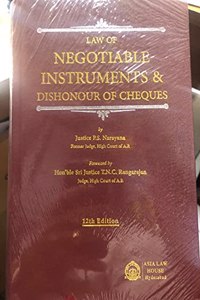 LAW OF
NEGOTIABLE
INSTRUMENTS &
DISHONOUR OF CHEQUES
by
Justice P.S. Narayana
Former Judge, High Court of A.P.
Foreword by
Hon'ble Sri Justice T.N.C. Rangarajan
Judge, High Court of A.P.
12th Edition
ASIA LAW
HOUSE
Hyderabad